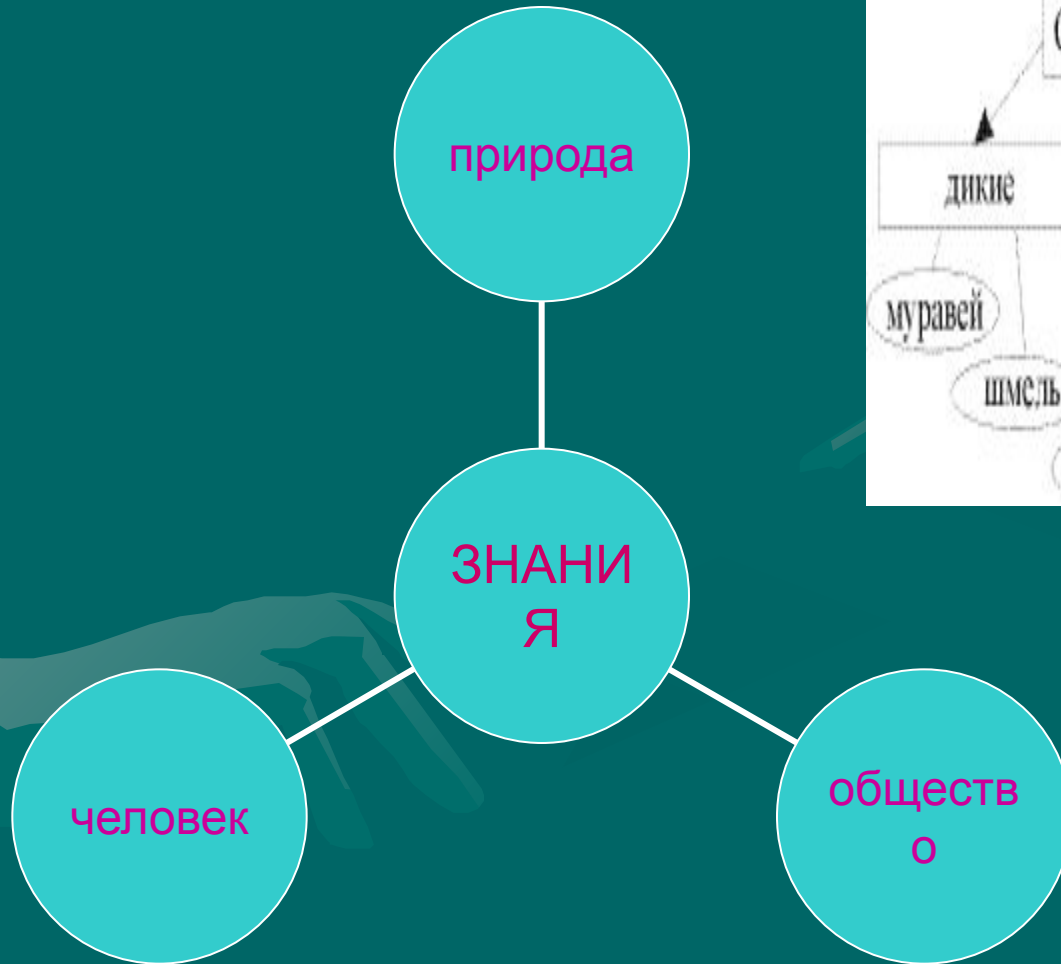 природа
дикие
муравей
шмель
ЗНАНИ
Я
человек
обществ
о